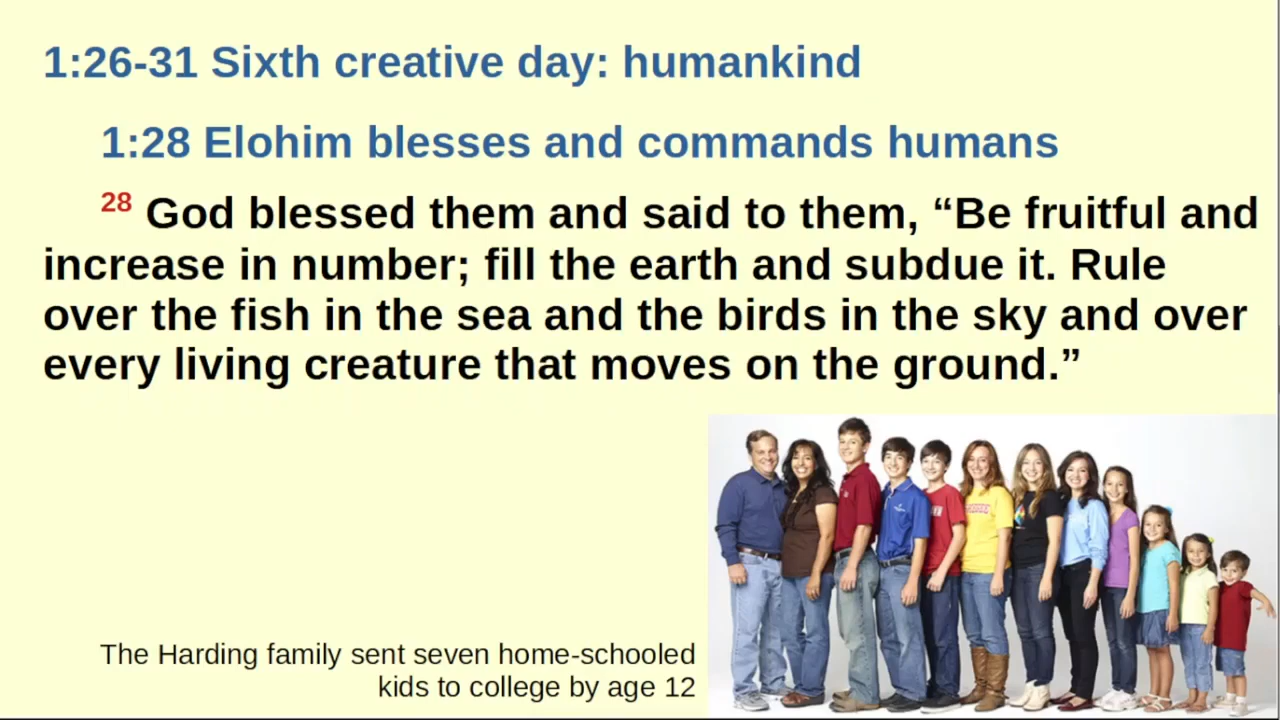 1:26-31 Sixth creative day: humankind
1:28 Elohim blesses and commands humans
28 God blessed them and said to them, “Be fruitful and
increase in number; fill the earth and subdue it. Rule
over the fish in the sea and the birds in the sky and over
every living creature that moves on the ground.”
The Harding family sent seven home-schooled
kids to college by age 12